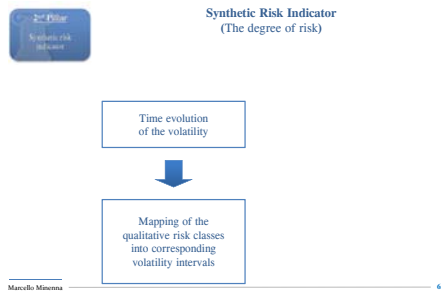 2nd Pillar
Synthetic risk
indicator
Synthetic Risk Indicator
(The degree of risk)
Time evolution
of the volatility
Mapping of the
qualitative risk classes
into corresponding
volatility intervals
Marcello Minenna
6